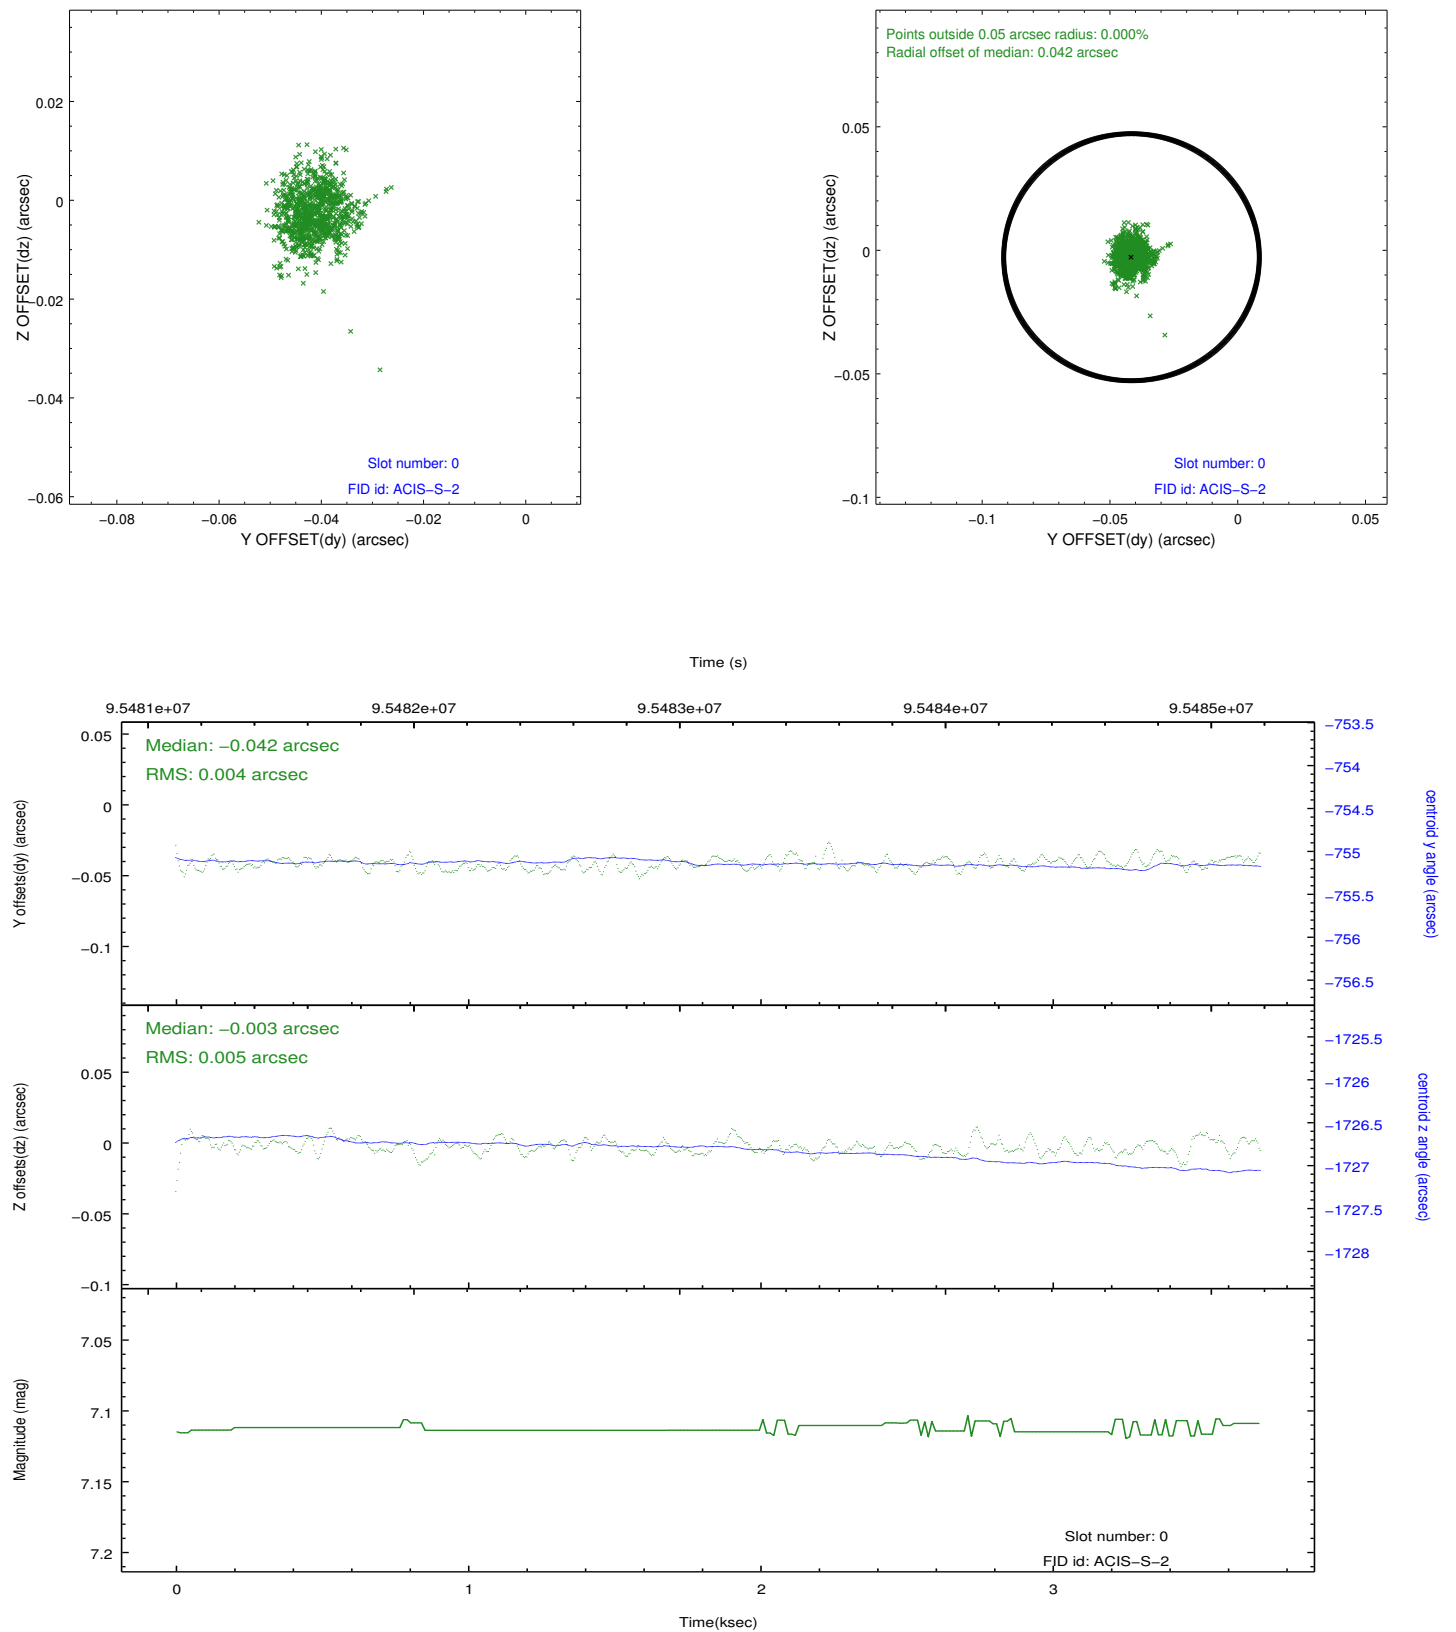 0.02
0
−0.02
−0.04
−0.06
Z OFFSET(dz) (arcsec)
Slot number: 0
FID id: ACIS−S−2
−0.08
−0.06
−0.04
−0.02
0
Y OFFSET(dy) (arcsec)
Points outside 0.05 arcsec radius: 0.000%
Radial offset of median: 0.042 arcsec
0.05
0
−0.05
−0.1
Z OFFSET(dz) (arcsec)
Slot number: 0
FID id: ACIS−S−2
−0.1
−0.05
0
0.05
Y OFFSET(dy) (arcsec)
Time (s)
9.5481e+07
9.5482e+07
9.5483e+07
9.5484e+07
9.5485e+07
Median: −0.042 arcsec
RMS: 0.004 arcsec
0.05
0
−0.05
−0.1
Y offsets(dy) (arcsec)
−753.5
−754
−754.5
−755
−755.5
−756
−756.5
centroid y angle (arcsec)
Median: −0.003 arcsec
RMS: 0.005 arcsec
0.05
0
−0.05
−0.1
Z offsets(dz) (arcsec)
−1725.5
−1726
−1726.5
−1727
−1727.5
−1728
centroid z angle (arcsec)
7.05
7.1
7.15
7.2
Magnitude (mag)
Slot number: 0
FID id: ACIS−S−2
0
1
2
3
Time(ksec)